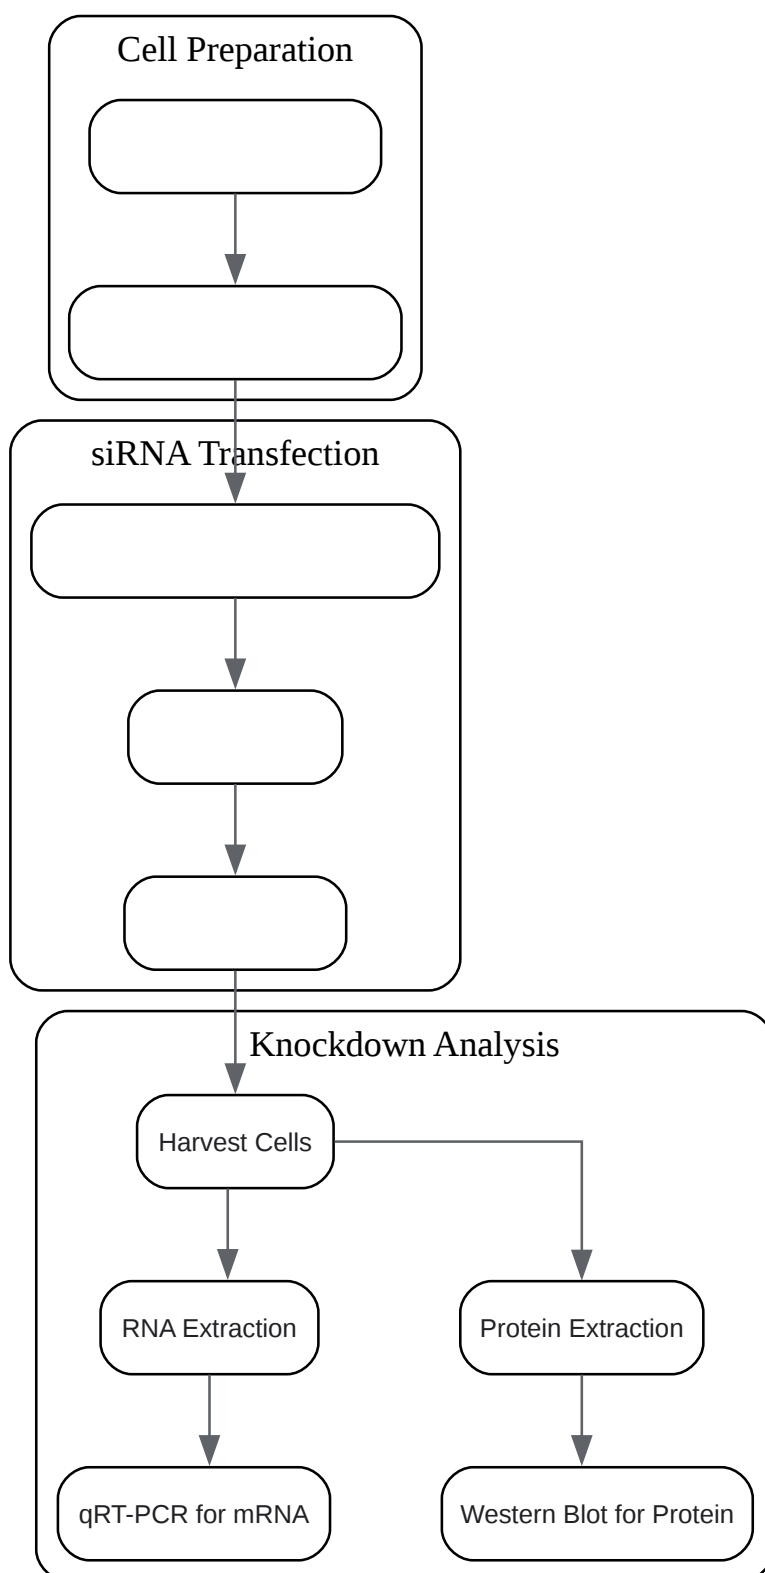 Cell Preparation
siRNA Transfection
Knockdown Analysis
Harvest Cells
RNA Extraction
Protein Extraction
qRT-PCR for mRNA
Western Blot for Protein